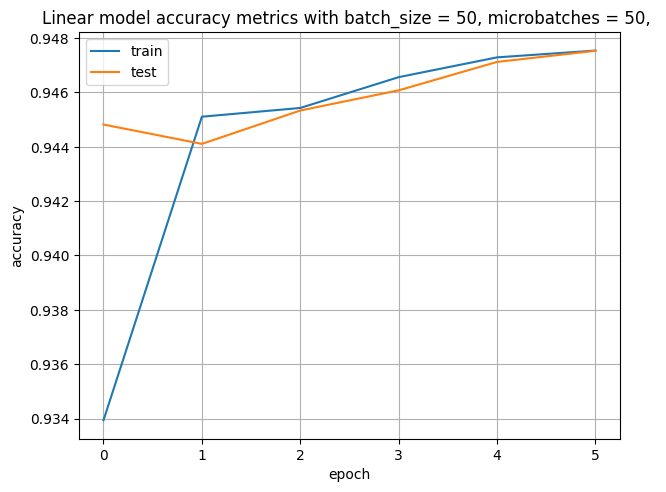 Linear model accuracy metrics with batch_size = 50, microbatches = 50,
train
test
0.948
0.946
0.944
0.942
0.940
0.938
0.936
0.934
accuracy
0 1 2 3 4 5
epoch